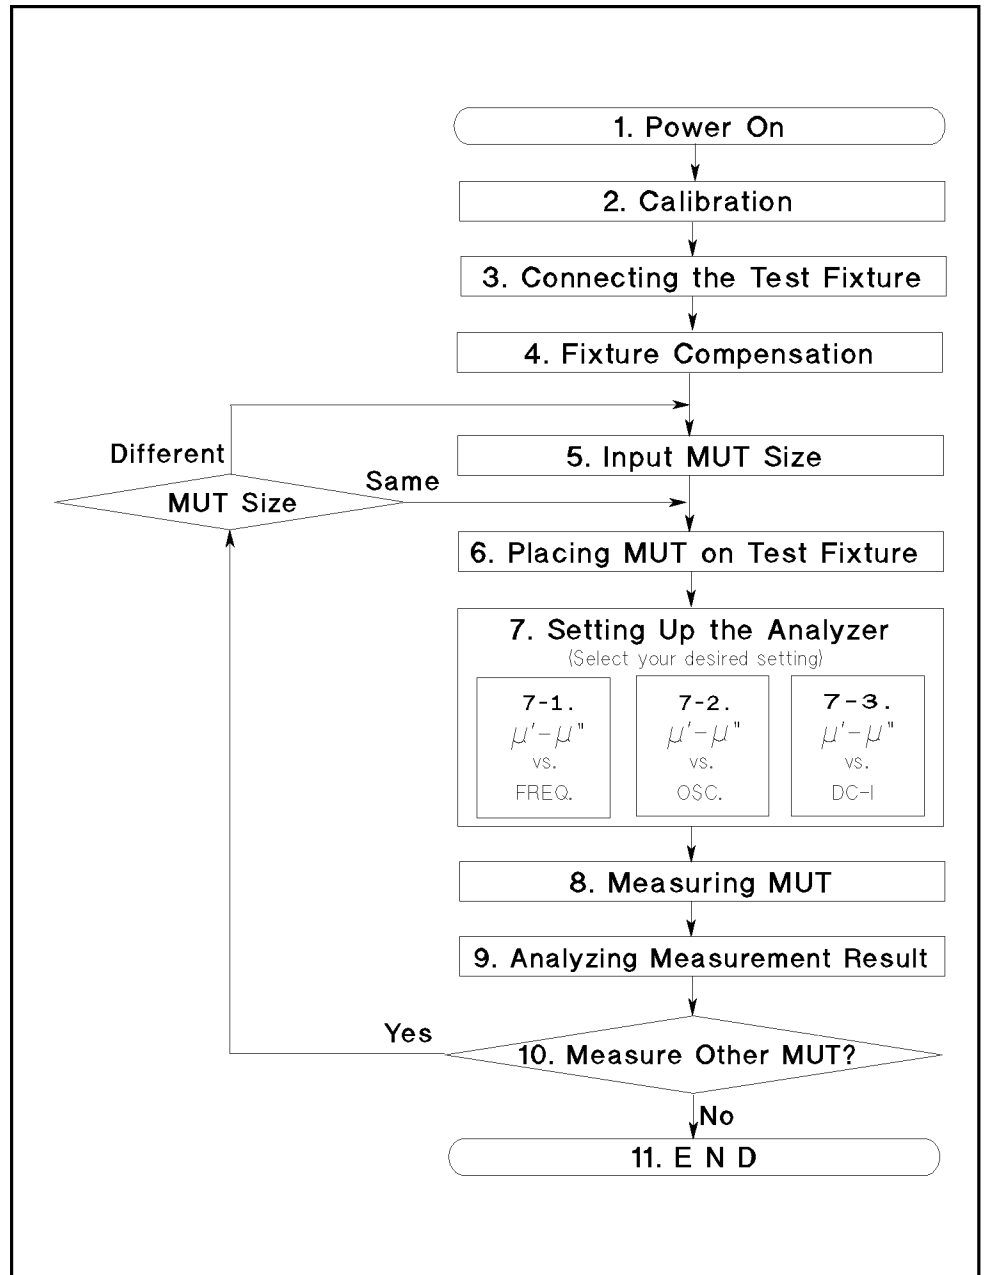 1. Power On
2. Calibration
3. Connecting the Test Fixture
4. Fixture Compensation
Different
5. Input MUT Size
Same
MUT Size
6. Placing MUT on Test Fixture
7. Setting Up the Analyzer
(Select your desired setting)
7-1.
μ'-μ"
vs.
FREQ.
7-2.
μ'-μ"
vs.
OSC.
7-3.
μ'-μ"
vs.
DC-I
8. Measuring MUT
9. Analyzing Measurement Result
Yes
10. Measure Other MUT?
No
11. E N D